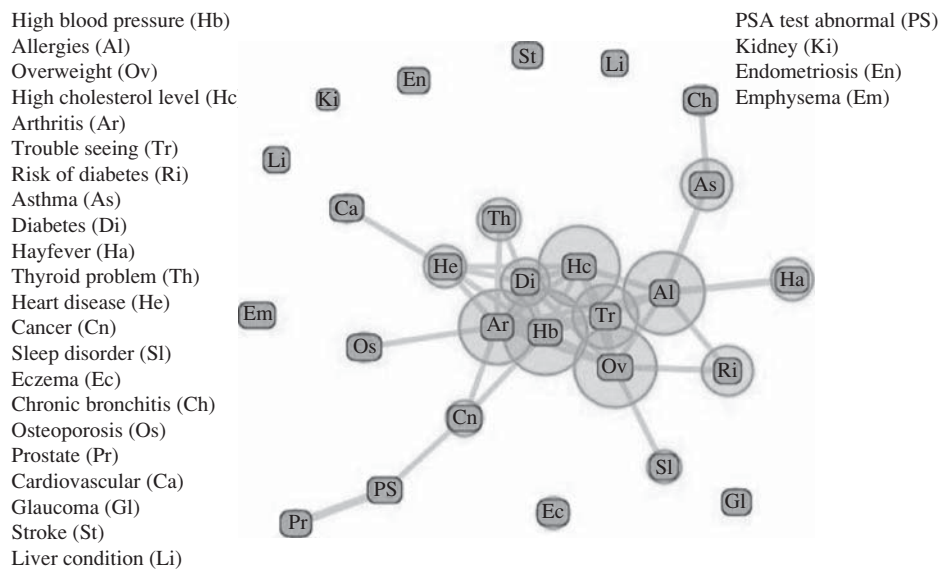 High blood pressure (Hb)
Allergies (Al)
Overweight (Ov)
High cholesterol level (Hc
Arthritis (Ar)
Trouble seeing (Tr)
Risk of diabetes (Ri)
Asthma (As)
Diabetes (Di)
Hayfever (Ha)
Thyroid problem (Th)
Heart disease (He)
Cancer (Cn)
Sleep disorder (Sl)
Eczema (Ec)
Chronic bronchitis (Ch)
Osteoporosis (Os)
Prostate (Pr)
Cardiovascular (Ca)
Glaucoma (Gl)
Stroke (St)
Liver condition (Li)
PSA test abnormal (PS)
Kidney (Ki)
Endometriosis (En)
Emphysema (Em)
St
Li
En
Ki
Ch
Li
As
Ca
Th
He
Hc
Di
Al
Ha
Em
Ar
Hb
Tr
Os
Ov
Ri
Cn
Sl
PS
Gl
Pr
Ec